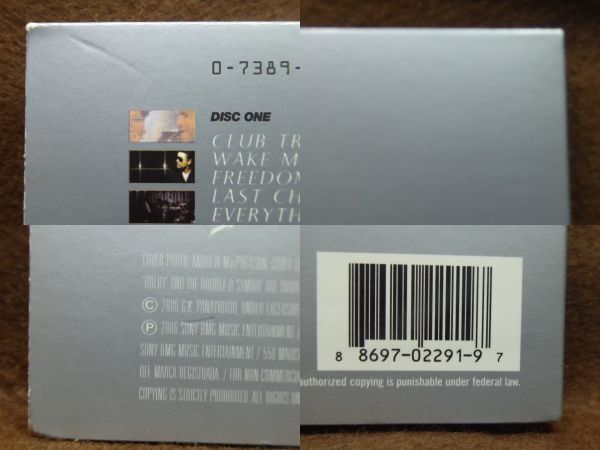 0-7389-
DISC ONE
CLUB TR
WAKE M
FREEDOM
LAST CH
EVERYTH
COVER PHOTO: ANDREW MACPHERSON. COVER D
"DOLBY" AND THE DOUBLE-D SYMBOL ARE TRADE
© 2006 G.K. PANAYIOTOU, UNDER EXCLUSIVE
℗ 2006 SONY BMG MUSIC ENTERTAINMENT
SONY BMG MUSIC ENTERTAINMENT / 550 MADIS
DE MARCA REGISTRADA. / FOR NON COMMERCIA
COPYING IS STRICTLY PROHIBITED. ALL RIGHTS UN
8 8697-02291-9 7
authorized copying is punishable under federal law.